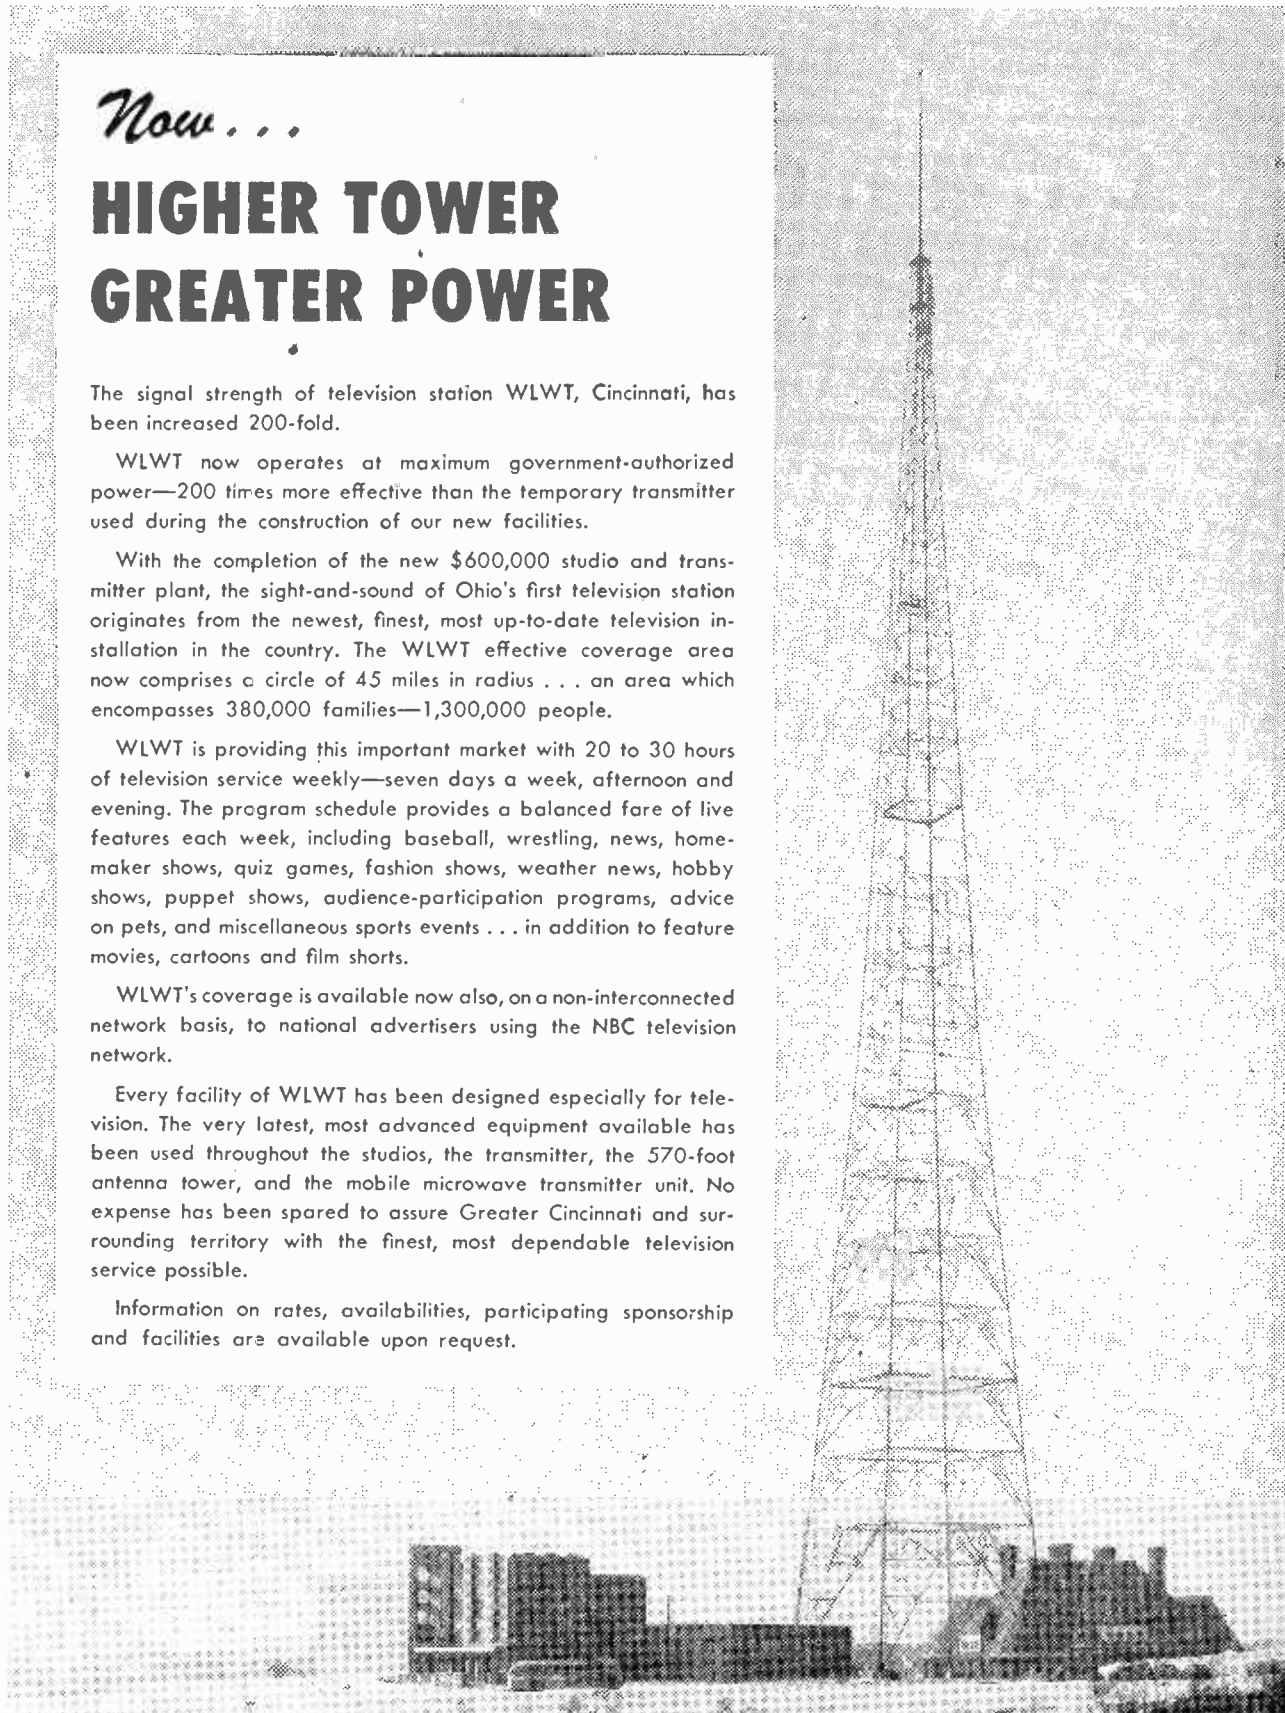 Now...
HIGHER TOWER
GREATER POWER
The signal strength of television station WLWT, Cincinnati, has
been increased 200-fold.
WLWT now operates at maximum government-authorized
power—200 times more effective than the temporary transmitter
used during the construction of our new facilities.
With the completion of the new $600,000 studio and trans-
mitter plant, the sight-and-sound of Ohio's first television station
originates from the newest, finest, most up-to-date television in-
stallation in the country. The WLWT effective coverage area
now comprises a circle of 45 miles in radius . . . an area which
encompasses 380,000 families—1,300,000 people.
WLWT is providing this important market with 20 to 30 hours
of television service weekly—seven days a week, afternoon and
evening. The program schedule provides a balanced fare of live
features each week, including baseball, wrestling, news, home-
maker shows, quiz games, fashion shows, weather news, hobby
shows, puppet shows, audience-participation programs, advice
on pets, and miscellaneous sports events . . . in addition to feature
movies, cartoons and film shorts.
WLWT's coverage is available now also, on a non-interconnected
network basis, to national advertisers using the NBC television
network.
Every facility of WLWT has been designed especially for tele-
vision. The very latest, most advanced equipment available has
been used throughout the studios, the transmitter, the 570-foot
antenna tower, and the mobile microwave transmitter unit. No
expense has been spared to assure Greater Cincinnati and sur-
rounding territory with the finest, most dependable television
service possible.
Information on rates, availabilities, participating sponsorship
and facilities are available upon request.